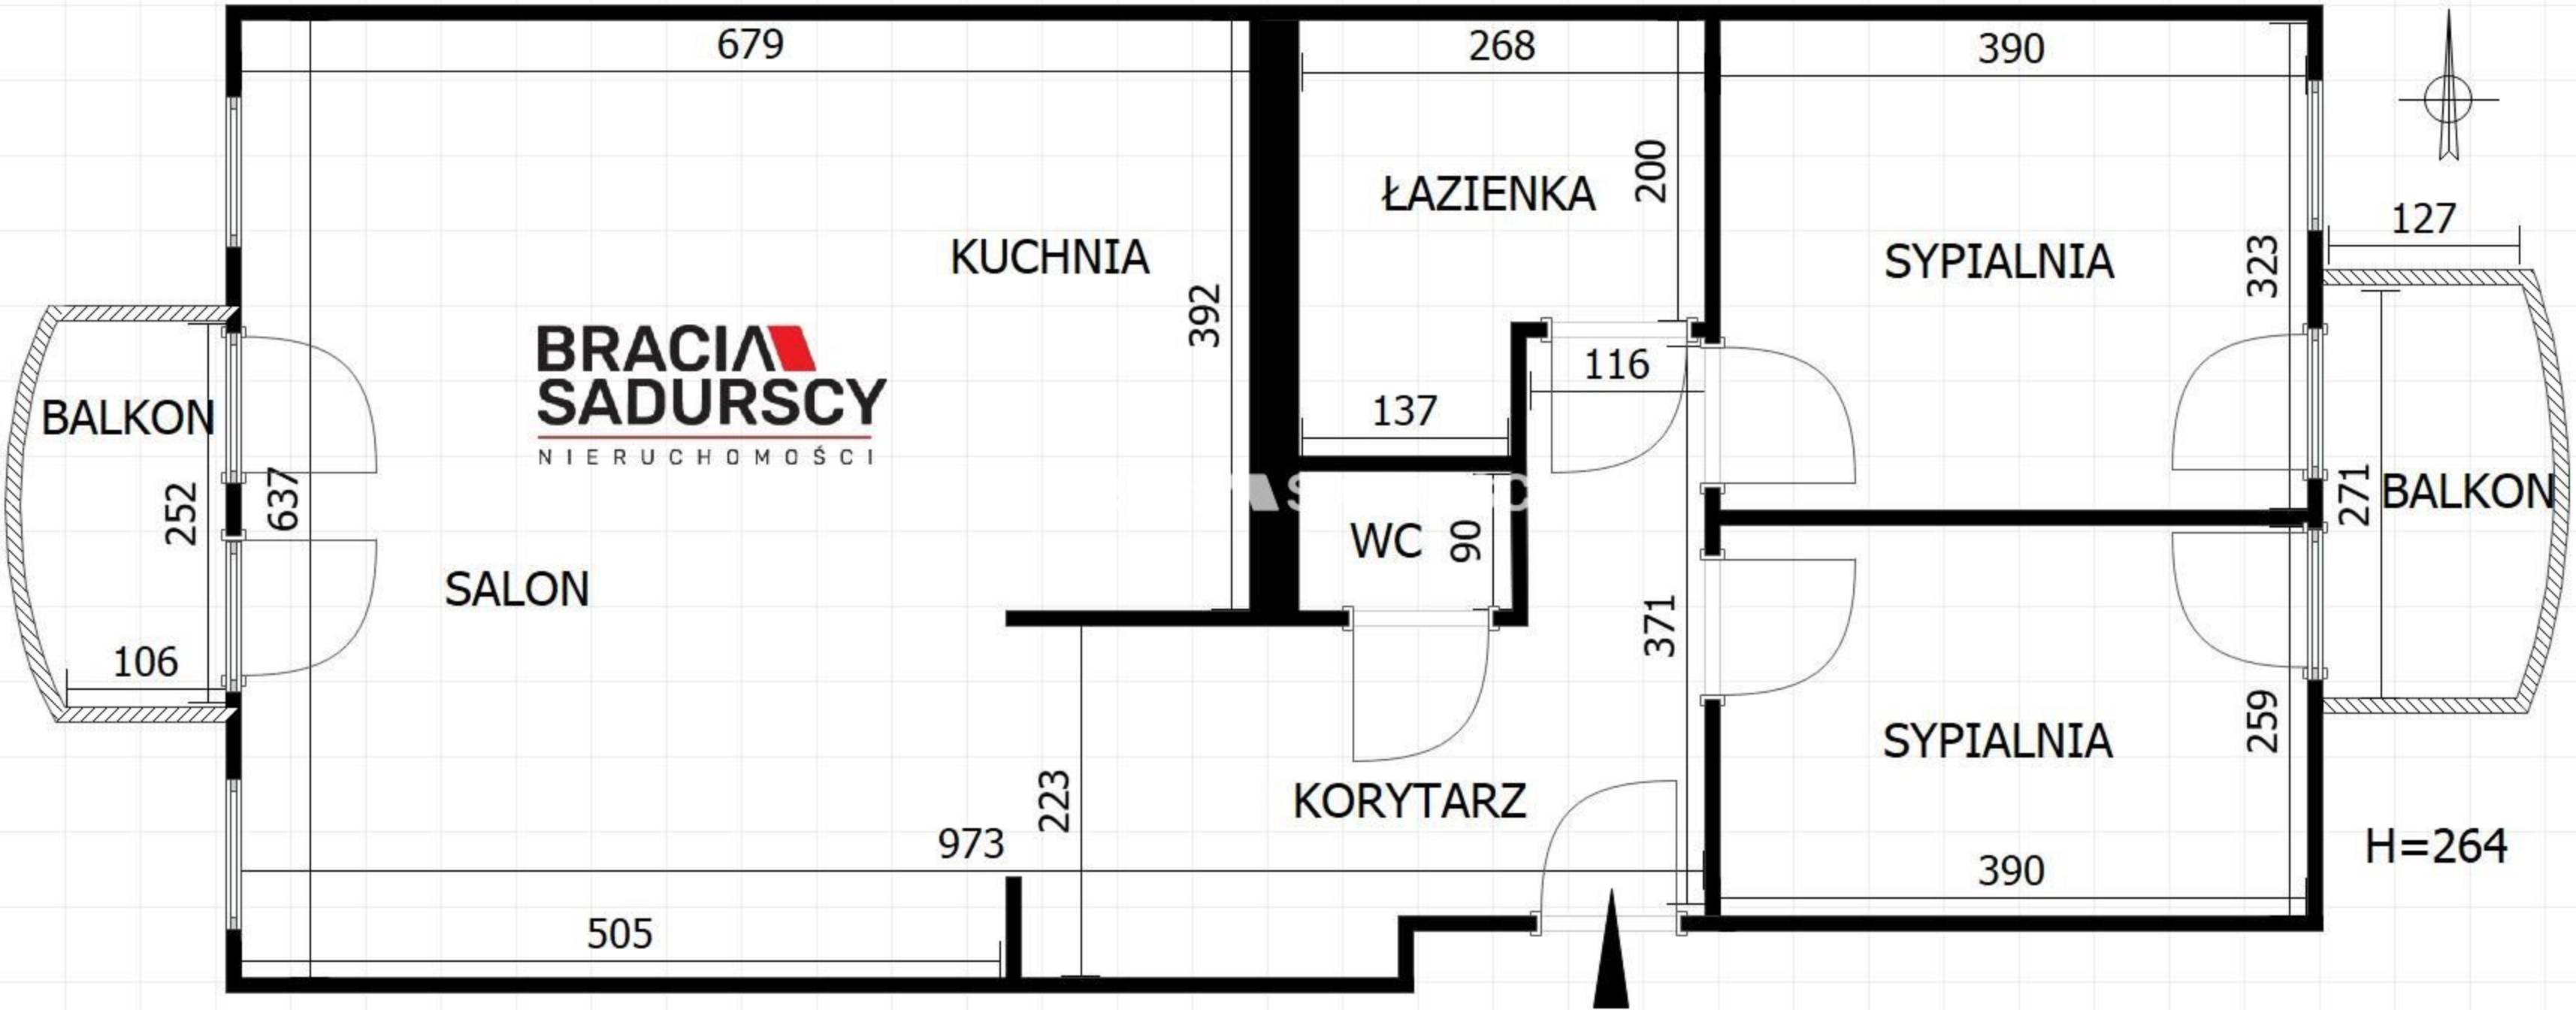 679
268
390
200
ŁAZIENKA
127
KUCHNIA
SYPIALNIA
323
392
BRACIA
SADURSCY
NIERUCHOMOŚCI
116
137
BALKON
252
637
WC
90
271
BALKON
SALON
371
106
259
SYPIALNIA
223
KORYTARZ
973
H=264
390
505